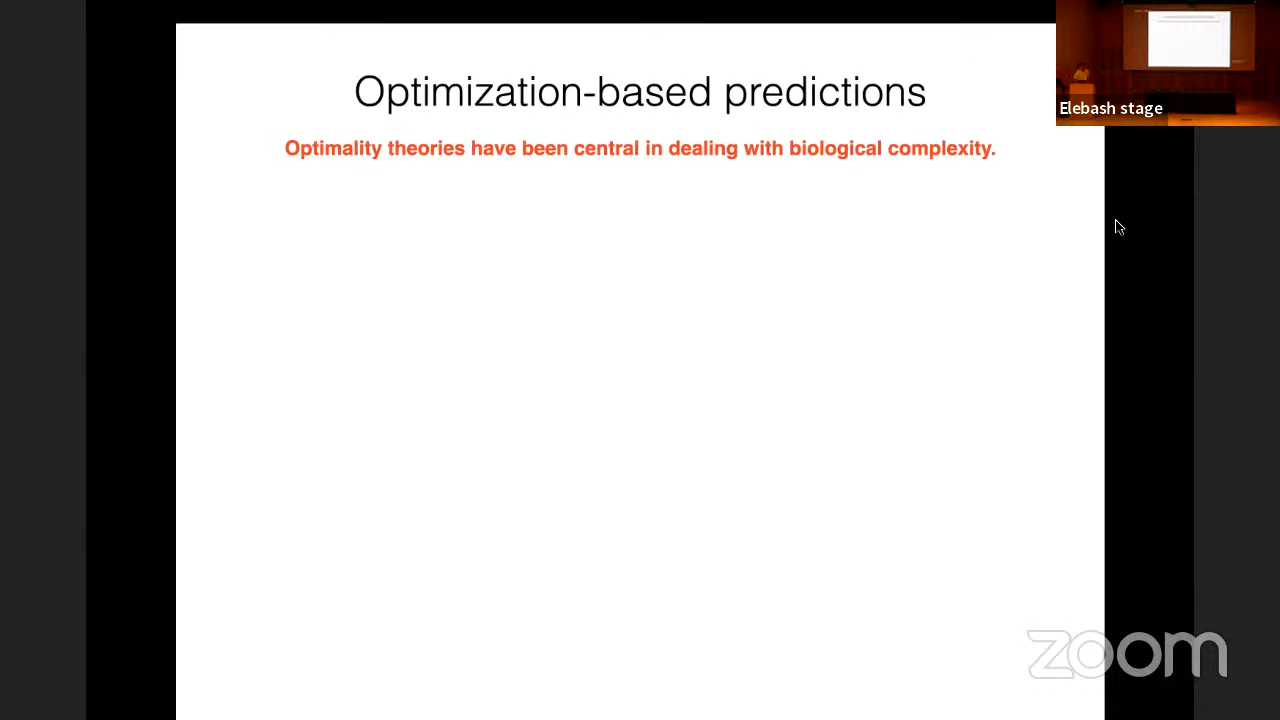 Optimization-based predictions
Optimality theories have been central in dealing with biological complexity.
Elebash stage
zoom